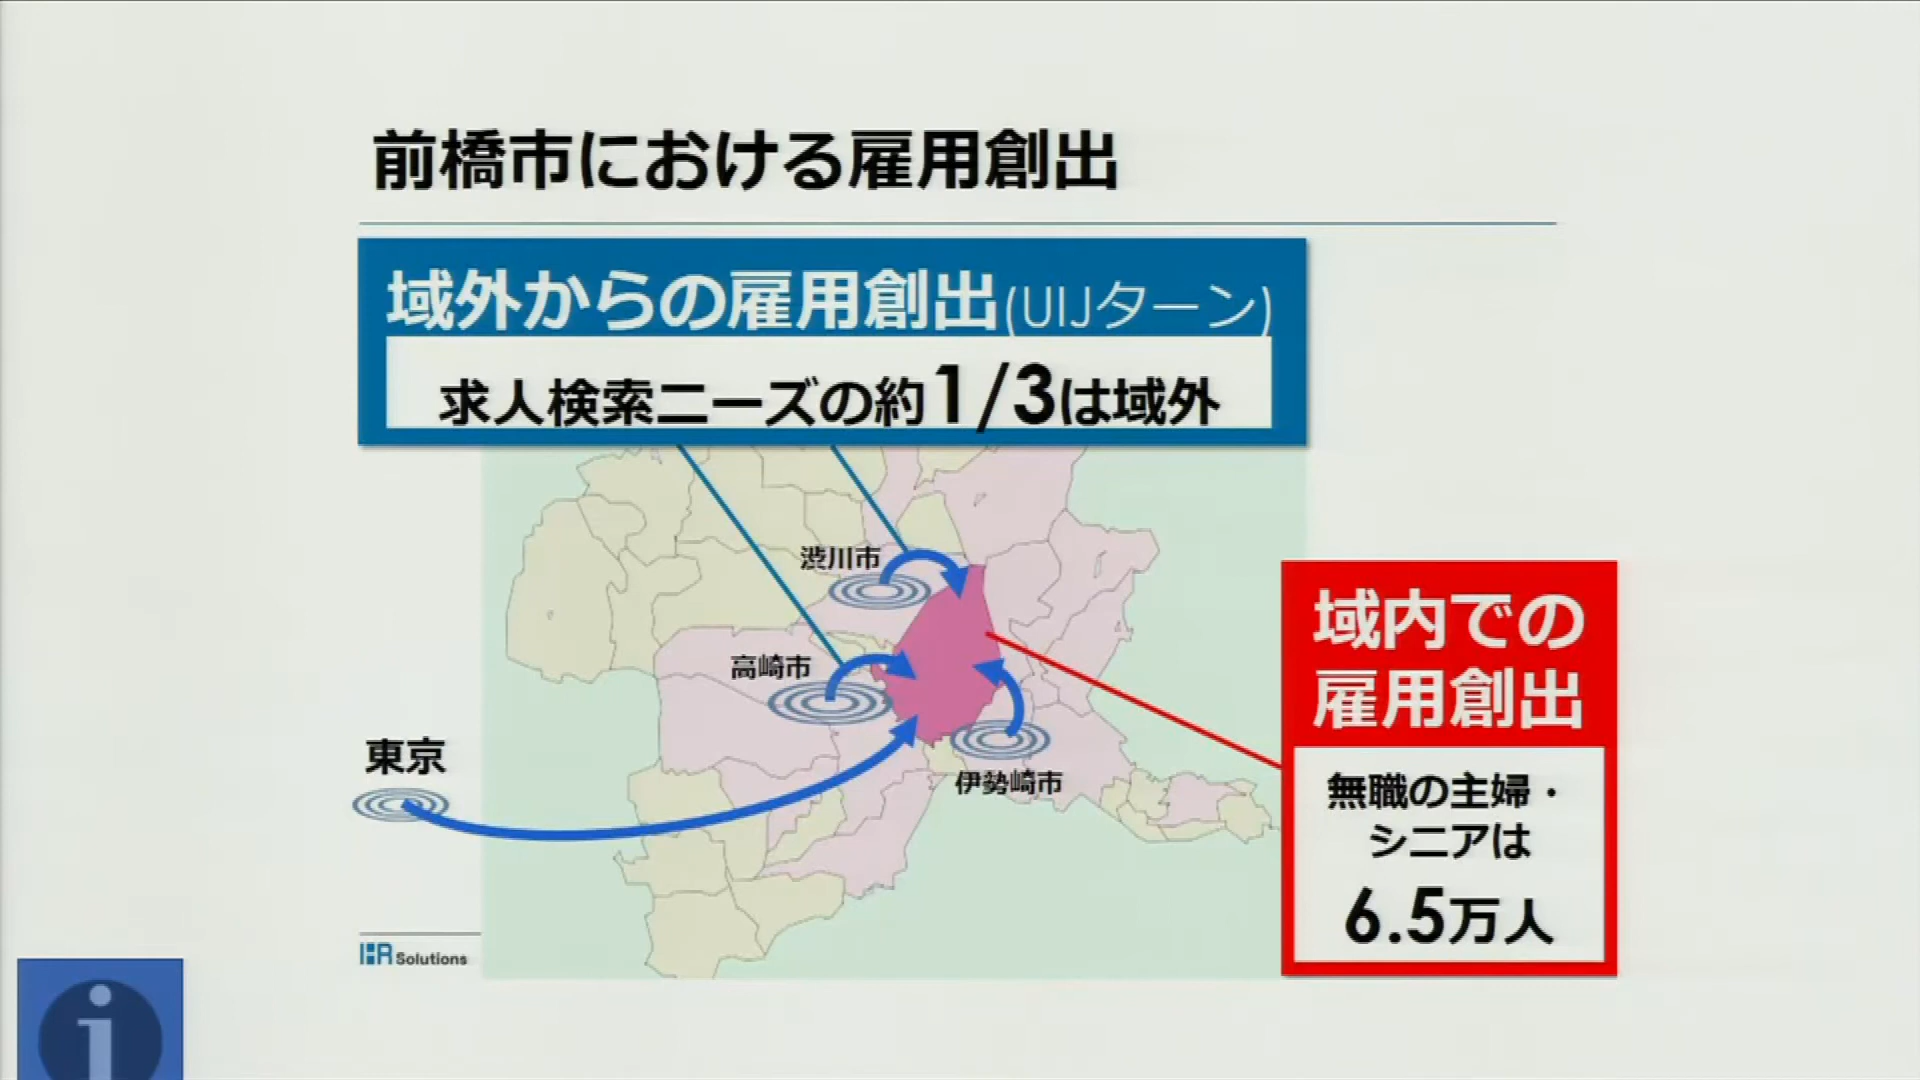 前橋市における雇用創出
域外からの雇用創出(UIJターン)
求人検索ニーズの約1/3は域外
渋川市
高崎市
東京
伊勢崎市
域内での
雇用創出
無職の主婦・
シニアは
6.5万人
HR Solutions
i